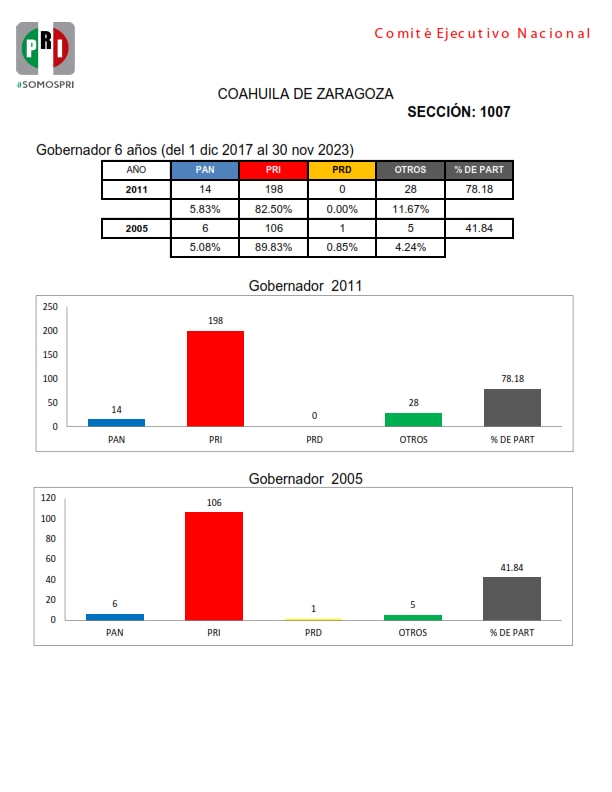 Comité Ejecutivo Nacional
PRI
#SOMOSPRI
COAHUILA DE ZARAGOZA
SECCIÓN: 1007
Gobernador 6 años (del 1 dic 2017 al 30 nov 2023)
AÑO PAN PRI PRD OTROS % DE PART
2011 14 198 0 28 78.18
5.83% 82.50% 0.00% 11.67%
2005 6 106 1 5 41.84
5.08% 89.83% 0.85% 4.24%
Gobernador 2011
250
200
150
100
50
0
14 198 0 28 78.18
PAN PRI PRD OTROS % DE PART
Gobernador 2005
120
100
80
60
40
20
0
6 106 1 5 41.84
PAN PRI PRD OTROS % DE PART